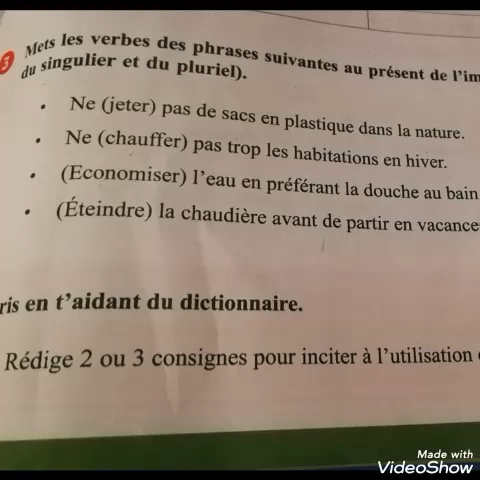 3 Mets les verbes des phrases suivantes au présent de l'im
du singulier et du pluriel).
• Ne (jeter) pas de sacs en plastique dans la nature.
• Ne (chauffer) pas trop les habitations en hiver.
• (Economiser) l'eau en préférant la douche au bain
• (Éteindre) la chaudière avant de partir en vacance
ris en t'aidant du dictionnaire.
Rédige 2 ou 3 consignes pour inciter à l'utilisation
Made with
VideoShow